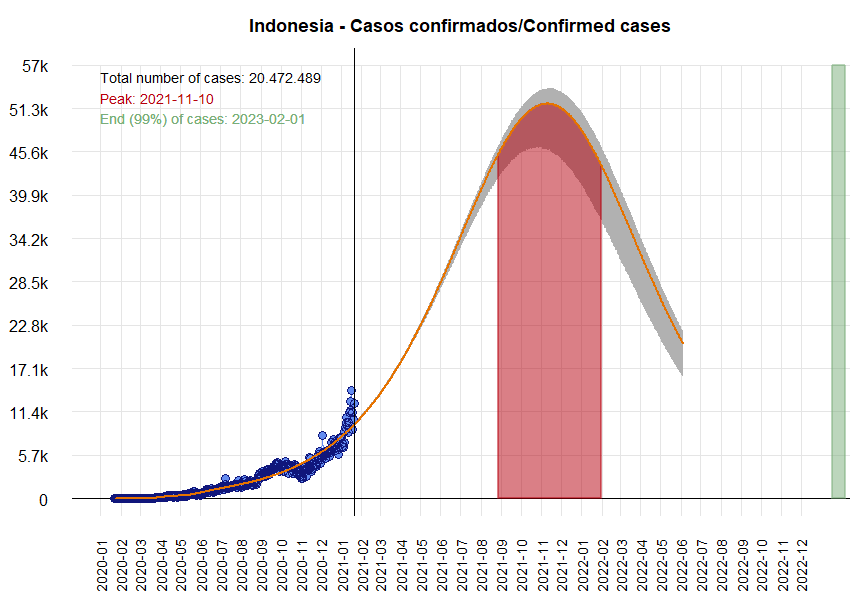 Indonesia - Casos confirmados/Confirmed cases
57k
Total number of cases: 20.472.489
Peak: 2021-11-10
End (99%) of cases: 2023-02-01
51.3k
45.6k
39.9k
34.2k
28.5k
22.8k
17.1k
11.4k
5.7k
0
2020-01
2020-02
2020-03
2020-04
2020-05
2020-06
2020-07
2020-08
2020-09
2020-10
2020-11
2020-12
2021-01
2021-02
2021-03
2021-04
2021-05
2021-06
2021-07
2021-08
2021-09
2021-10
2021-11
2021-12
2022-01
2022-02
2022-03
2022-04
2022-05
2022-06
2022-07
2022-08
2022-09
2022-10
2022-11
2022-12